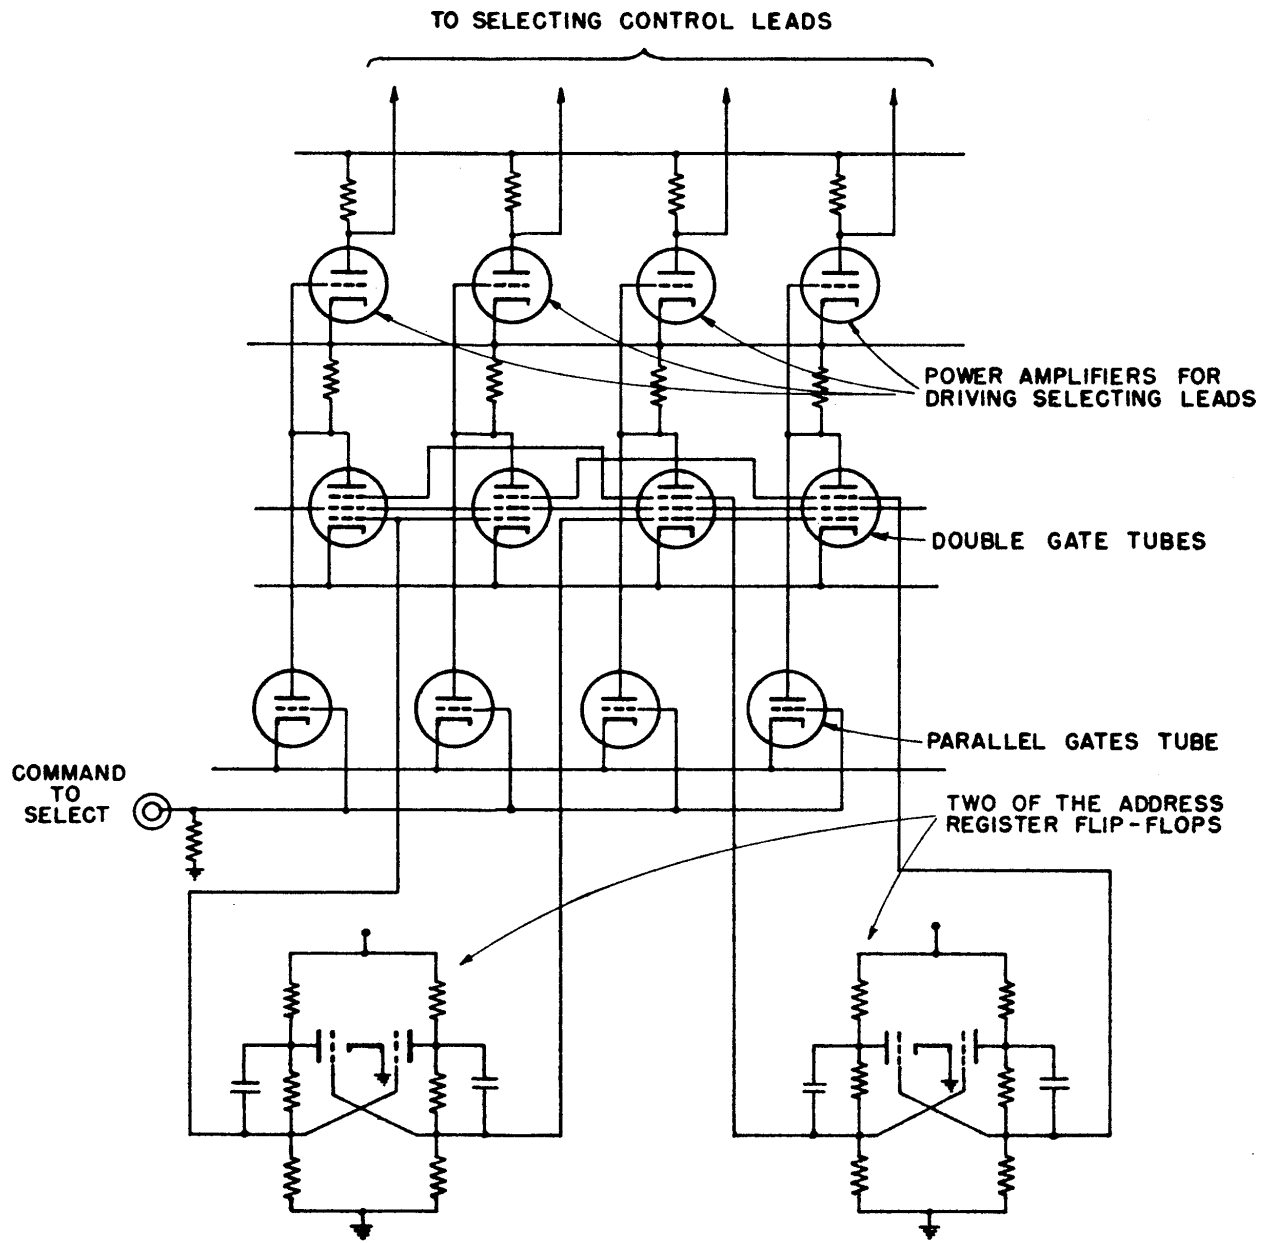 TO SELECTING CONTROL LEADS
POWER AMPLIFIERS FOR
DRIVING SELECTING LEADS
DOUBLE GATE TUBES
PARALLEL GATES TUBE
COMMAND
TO
SELECT
TWO OF THE ADDRESS
REGISTER FLIP-FLOPS